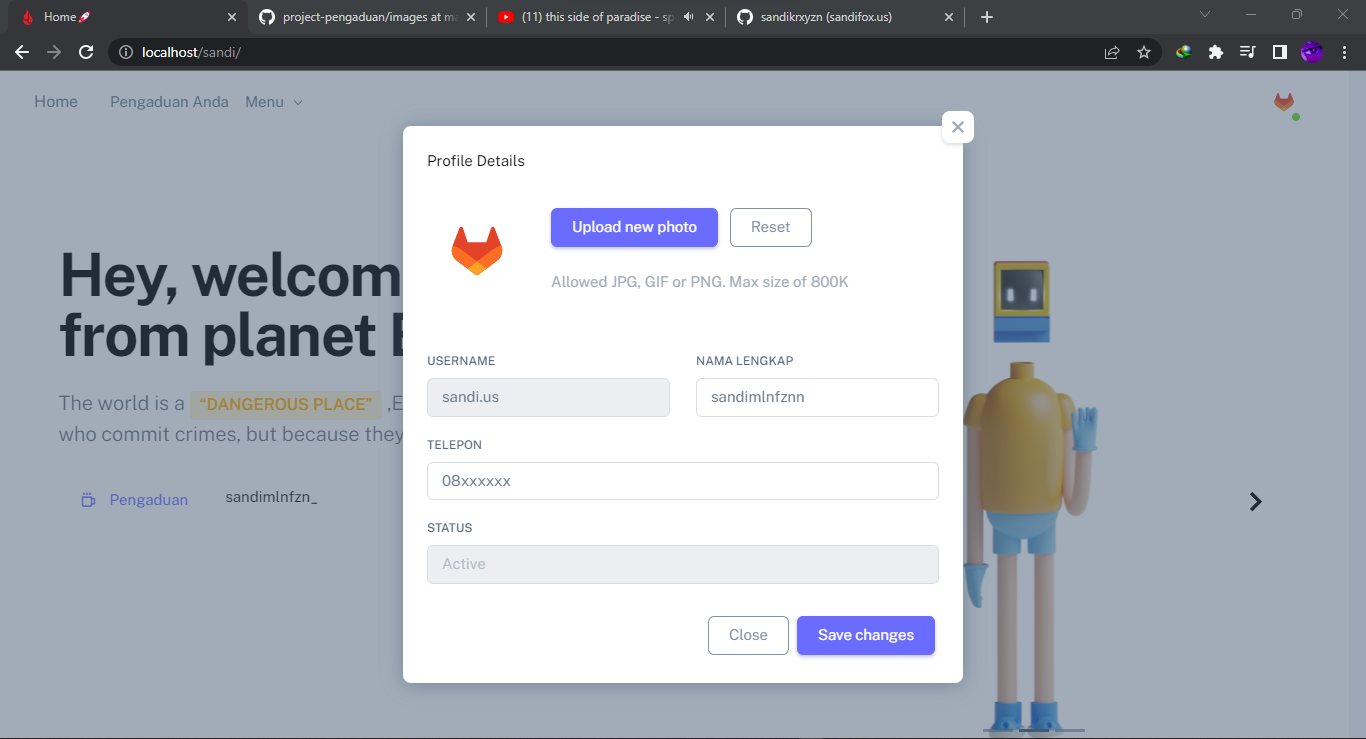 Home🚀
project-pengaduan/images at ma
(11) this side of paradise - sp
sandikrxyzn (sandifox.us)
localhost/sandi/
Home
Pengaduan Anda
Menu
Profile Details
Upload new photo
Reset
Allowed JPG, GIF or PNG. Max size of 800K
Hey, welcom
from planet
The world is a “DANGEROUS PLACE” ,E
who commit crimes, but because they
Pengaduan
sandimlnfzn_
USERNAME
NAMA LENGKAP
sandi.us
sandimlnfznn
TELEPON
08xxxxxx
STATUS
Active
Close
Save changes